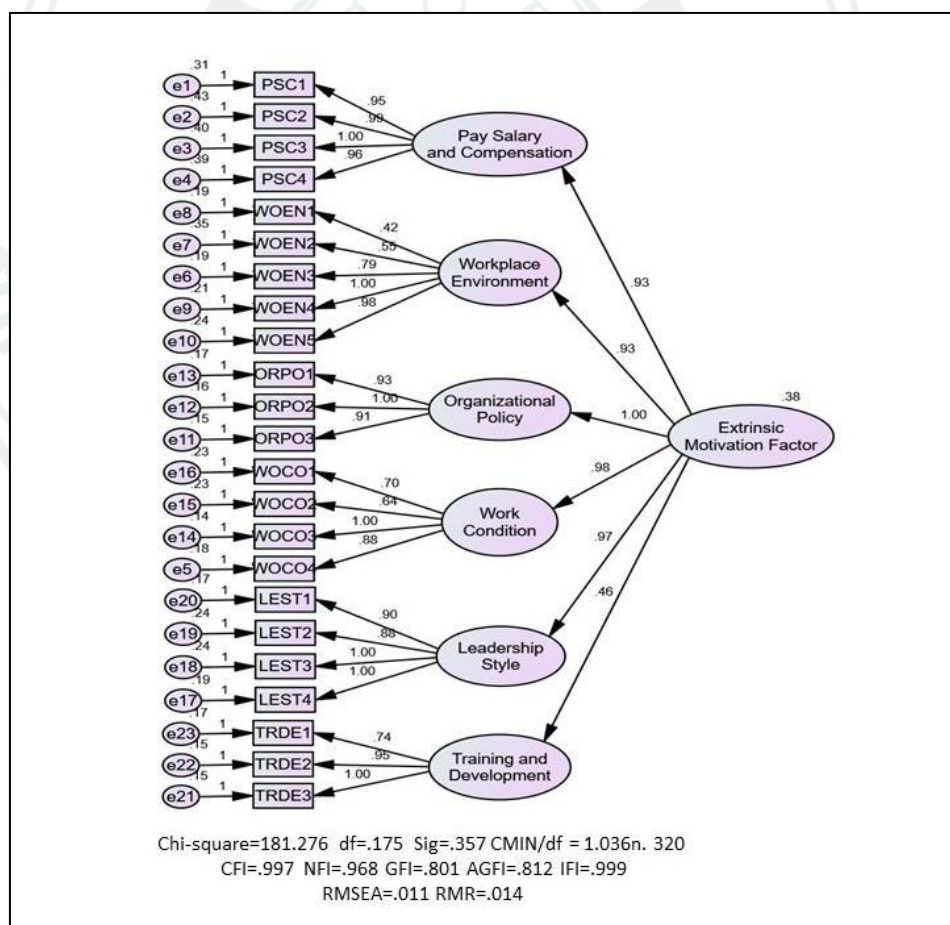 .31
e1 1 PSC1
.43
e2 1 PSC2
.40
e3 1 PSC3
.39
e4 1 PSC4
.95
.99
1.00
.96
Pay Salary
and Compensation
.19
e8 1 WOEN1
.35
e7 1 WOEN2
.19
e6 1 WOEN3
.21
e9 1 WOEN4
.24
e10 1 WOEN5
.42
.55
.79
1.00
.98
Workplace
Environment
.17
e13 1 ORPO1
.16
e12 1 ORPO2
.15
e11 1 ORPO3
.93
1.00
.91
Organizational
Policy
.23
e16 1 WOCO1
.23
e15 1 WOCO2
.14
e14 1 WOCO3
.18
e5 1 WOCO4
.70
.64
1.00
.88
Work
Condition
.17
e20 1 LEST1
.24
e19 1 LEST2
.24
e18 1 LEST3
.19
e17 1 LEST4
.90
.88
1.00
1.00
Leadership
Style
.17
e23 1 TRDE1
.15
e22 1 TRDE2
.15
e21 1 TRDE3
.74
.95
1.00
Training and
Development
.93
.93
1.00
.98
.97
.46
.38
Extrinsic
Motivation Factor
Chi-square=181.276 df=.175 Sig=.357 CMIN/df = 1.036n. 320
CFI=.997 NFI=.968 GFI=.801 AGFI=.812 IFI=.999
RMSEA=.011 RMR=.014